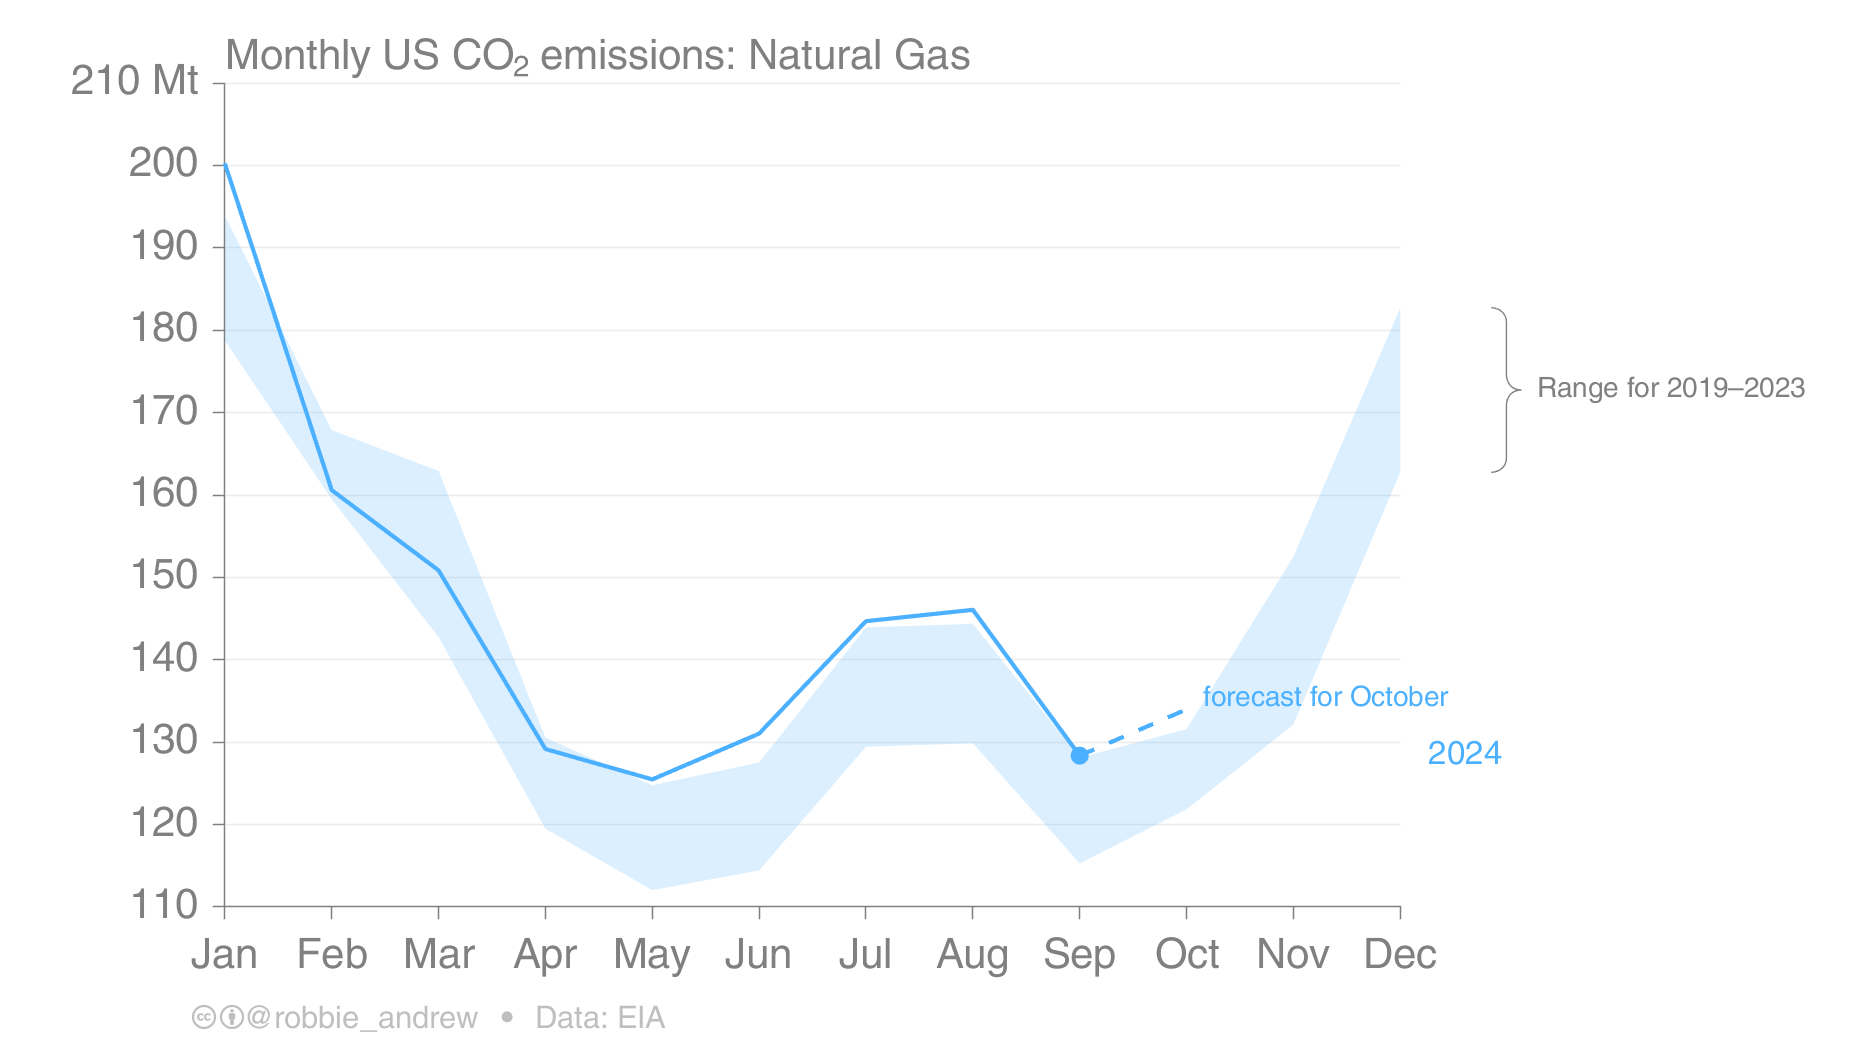 Monthly US CO₂ emissions: Natural Gas
210 Mt
200
190
180
170
160
150
140
130
120
110
Range for 2019–2023
forecast for October
2024
Jan Feb Mar Apr May Jun Jul Aug Sep Oct Nov Dec
cc @robbie_andrew • Data: EIA